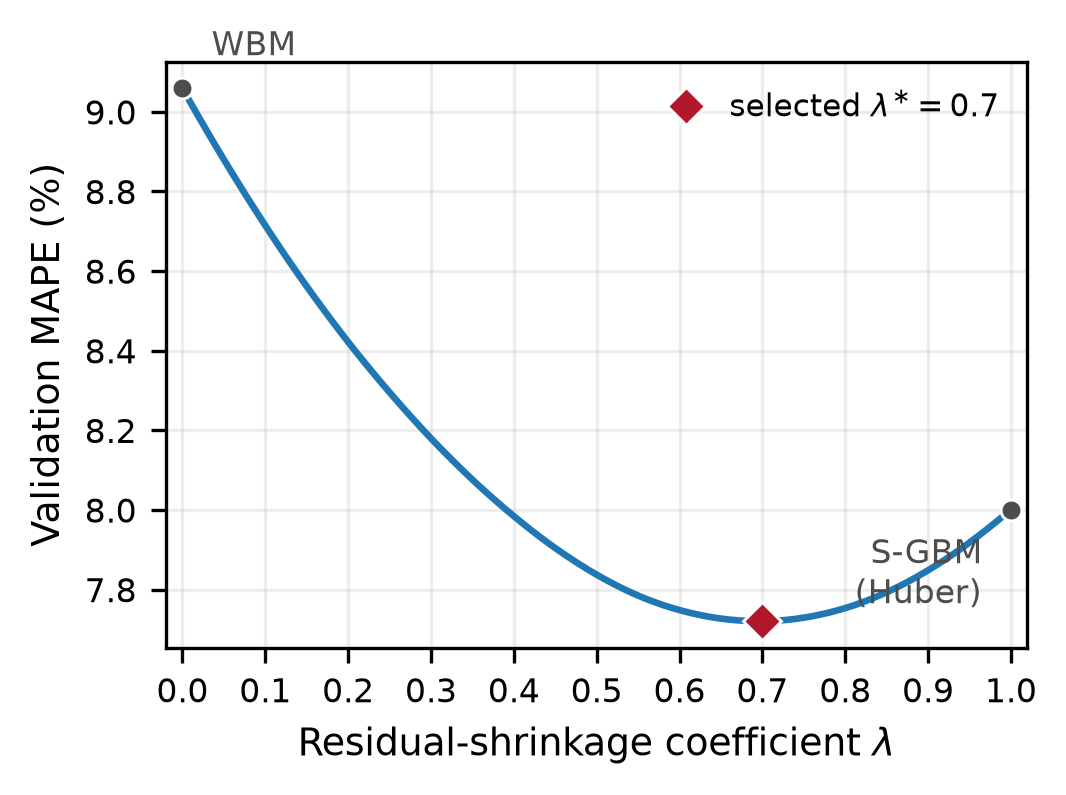 WBM
selected λ* = 0.7
9.0
8.8
8.6
8.4
8.2
8.0
7.8
Validation MAPE (%)
S-GBM
(Huber)
0.0 0.1 0.2 0.3 0.4 0.5 0.6 0.7 0.8 0.9 1.0
Residual-shrinkage coefficient λ